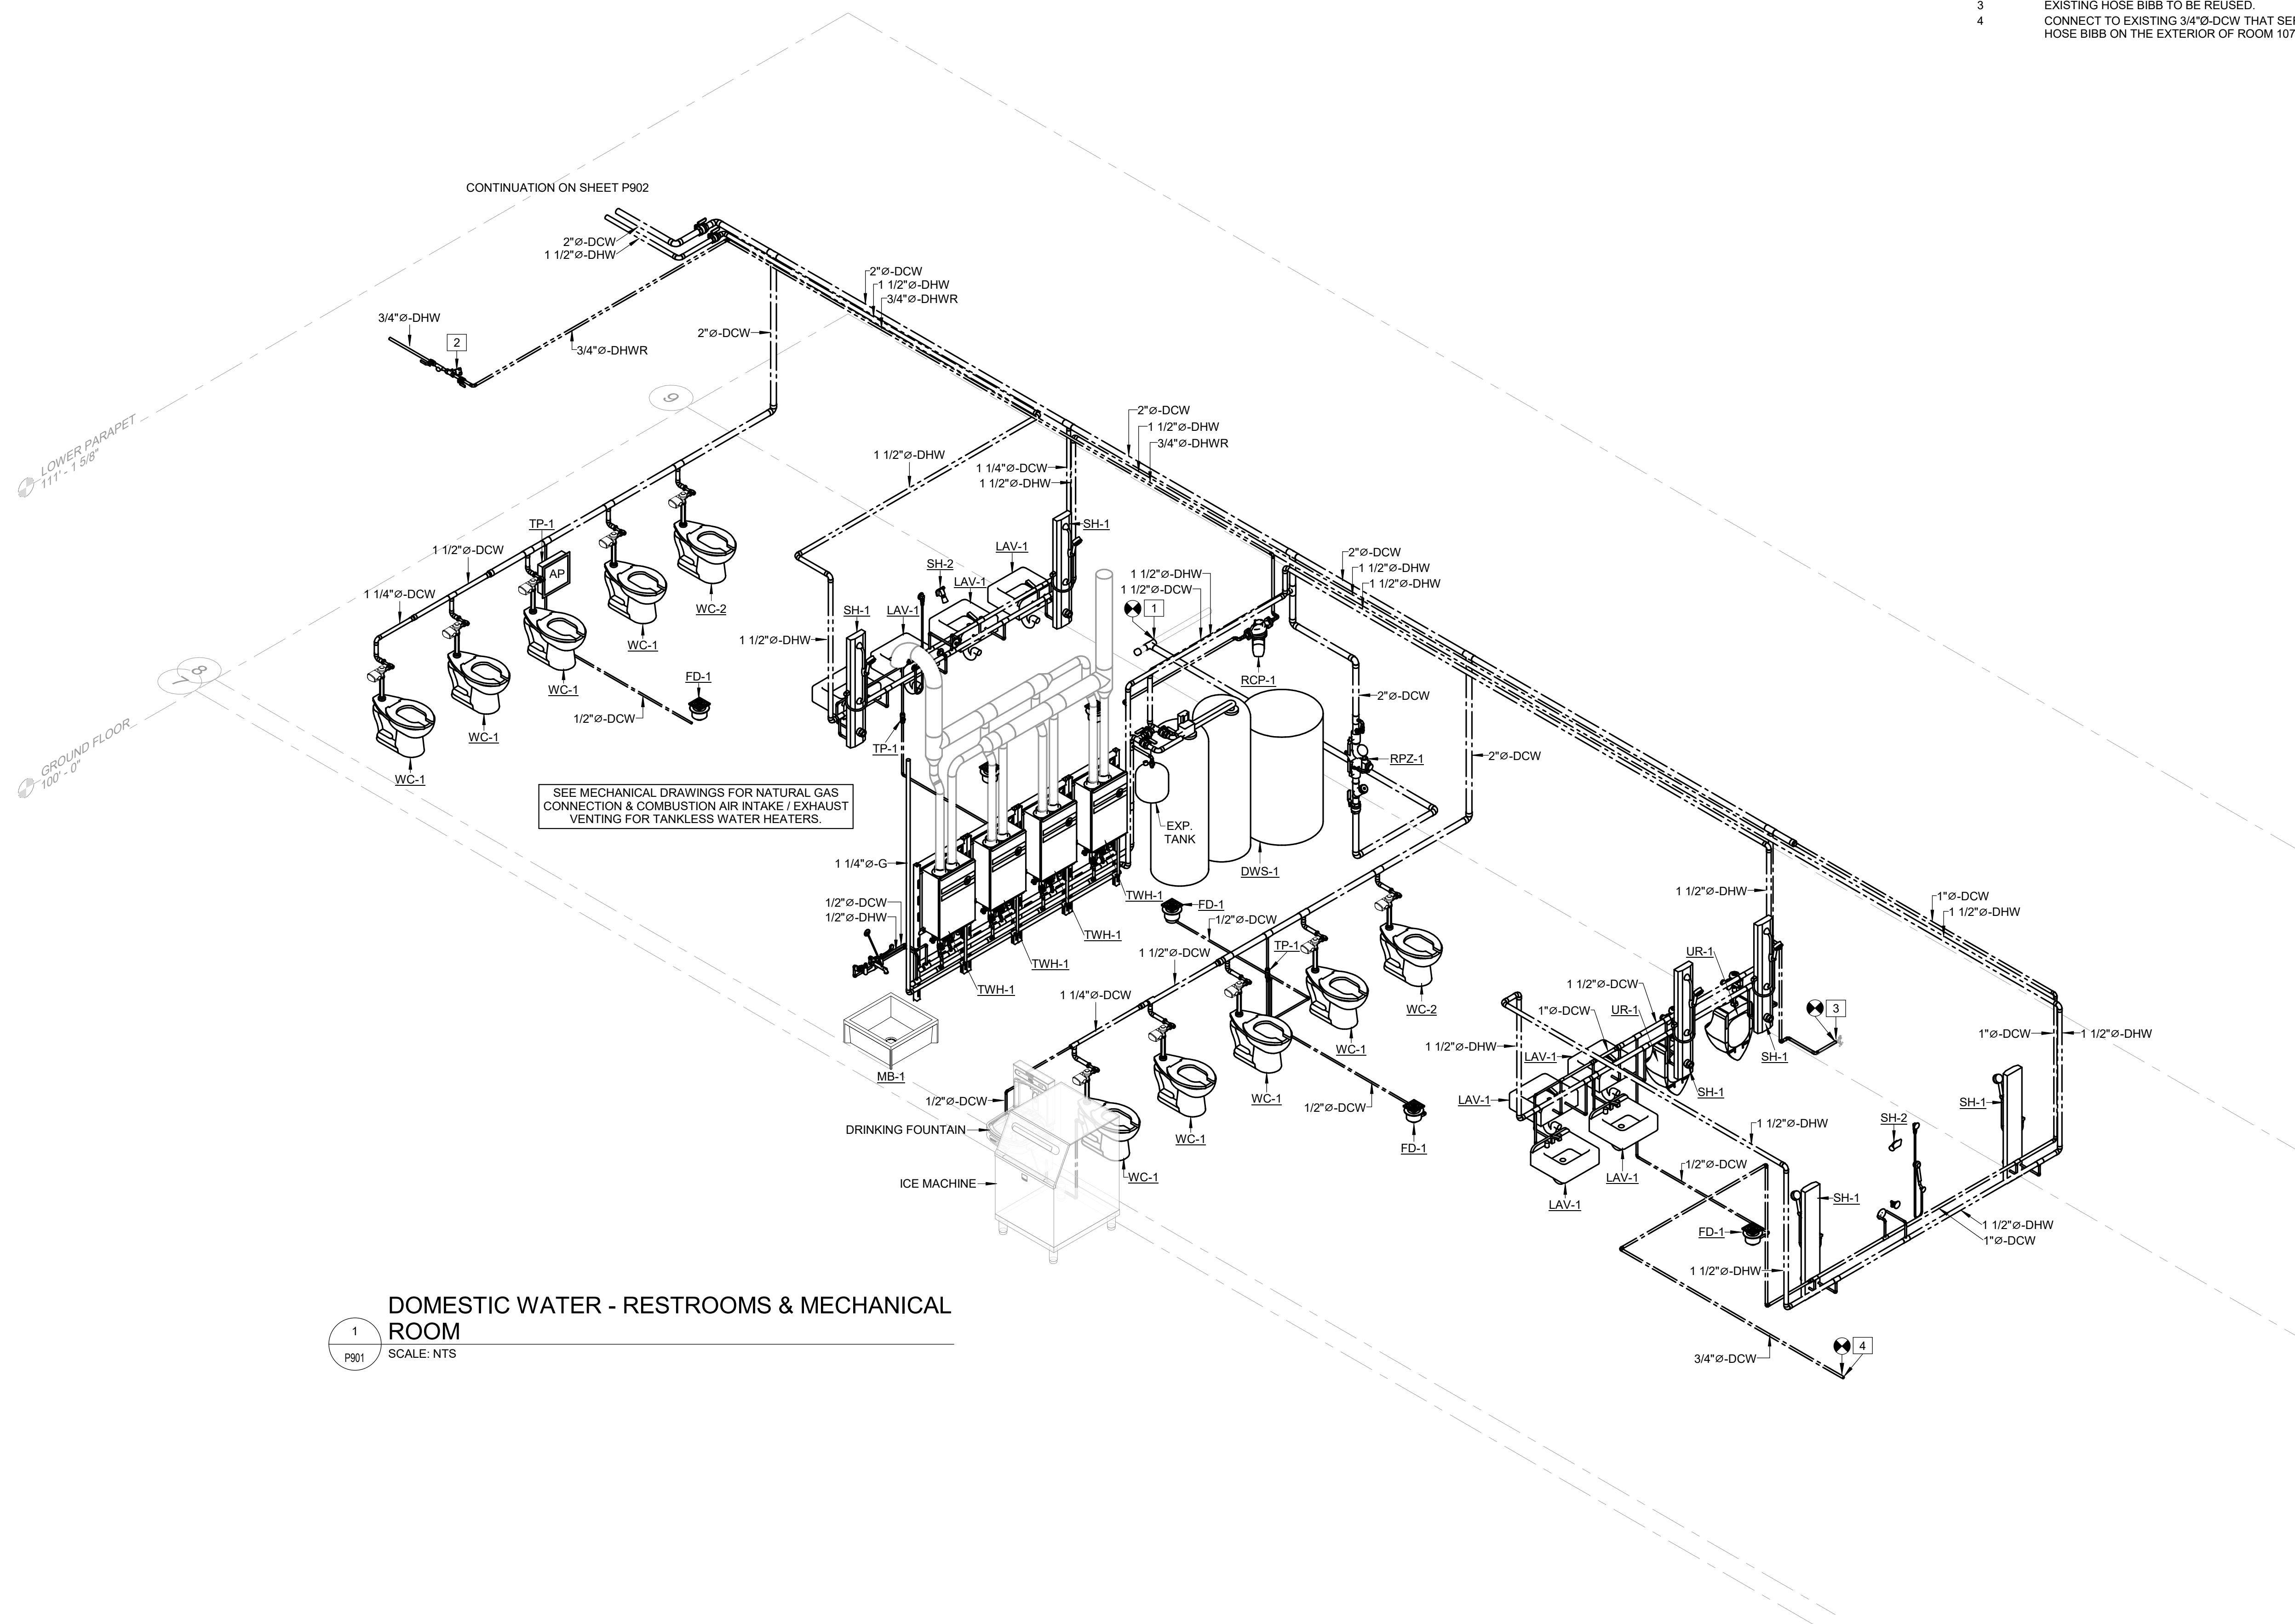 3 EXISTING HOSE BIBB TO BE REUSED.
4 CONNECT TO EXISTING 3/4"Ø-DCW THAT
HOSE BIBB ON THE EXTERIOR OF ROOM 107
CONTINUATION ON SHEET P902
2"Ø-DCW
1 1/2"Ø-DHW
2"Ø-DCW
1 1/2"Ø-DHW
3/4"Ø-DHWR
3/4"Ø-DHW
2
3/4"Ø-DHWR
2"Ø-DCW
9
LOWER PARAPET
111' - 1 5/8"
2"Ø-DCW
1 1/2"Ø-DHW
3/4"Ø-DHWR
1 1/2"Ø-DHW
1 1/4"Ø-DCW
1 1/2"Ø-DHW
TP-1
SH-1
1 1/2"Ø-DCW
AP
LAV-1
SH-2
LAV-1
2"Ø-DCW
1 1/2"Ø-DHW
1 1/2"Ø-DHW
1 1/2"Ø-DHW
1 1/2"Ø-DCW
1 1/4"Ø-DCW
WC-2
SH-1
LAV-1
1
1 1/2"Ø-DHW
WC-1
8
7
FD-1
RCP-1
WC-1
2"Ø-DCW
1/2"Ø-DCW
WC-1
TP-1
2"Ø-DCW
RPZ-1
GROUND FLOOR
100' - 0"
WC-1
SEE MECHANICAL DRAWINGS FOR NATURAL GAS
CONNECTION & COMBUSTION AIR INTAKE / EXHAUST
VENTING FOR TANKLESS WATER HEATERS.
EXP.
TANK
1 1/4"Ø-G
DWS-1
1 1/2"Ø-DHW
TWH-1
1"Ø-DCW
1 1/2"Ø-DHW
1/2"Ø-DCW
1/2"Ø-DHW
FD-1
1/2"Ø-DCW
TWH-1
TP-1
1 1/2"Ø-DCW
UR-1
TWH-1
TWH-1
1 1/2"Ø-DCW
1 1/4"Ø-DCW
WC-2
1"Ø-DCW
UR-1
3
1"Ø-DCW
1 1/2"Ø-DHW
1 1/2"Ø-DHW
WC-1
LAV-1
SH-1
MB-1
1/2"Ø-DCW
WC-1
1/2"Ø-DCW
LAV-1
SH-1
SH-1
SH-2
DRINKING FOUNTAIN
WC-1
FD-1
1 1/2"Ø-DHW
1/2"Ø-DCW
ICE MACHINE
WC-1
LAV-1
LAV-1
SH-1
FD-1
1 1/2"Ø-DHW
1"Ø-DCW
1 1/2"Ø-DHW
DOMESTIC WATER - RESTROOMS & MECHANICAL
ROOM
1
P901
SCALE: NTS
3/4"Ø-DCW
4